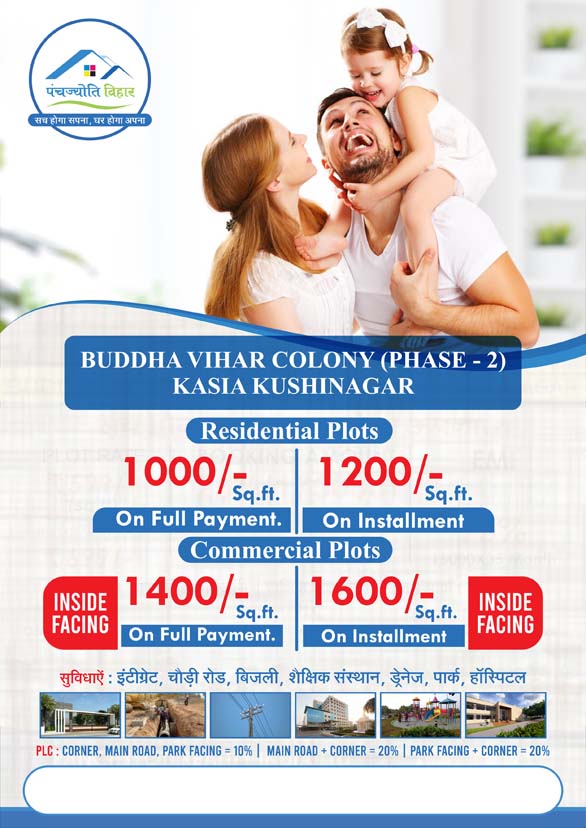 पंचज्योति विहार
सच होगा सपना, घर होगा अपना
BUDDHA VIHAR COLONY (PHASE - 2)
KASIA KUSHINAGAR
Residential Plots
1000/- Sq.ft.
On Full Payment.
1200/- Sq.ft.
On Installment
Commercial Plots
INSIDE
FACING
1400/- Sq.ft.
On Full Payment.
1600/- Sq.ft.
On Installment
INSIDE
FACING
सुविधाऐं : इंटीग्रेट, चौड़ी रोड, बिजली, शैक्षिक संस्थान, ड्रेनेज, पार्क, हॉस्पिटल
PLC : CORNER, MAIN ROAD, PARK FACING = 10% | MAIN ROAD + CORNER = 20% | PARK FACING + CORNER = 20%